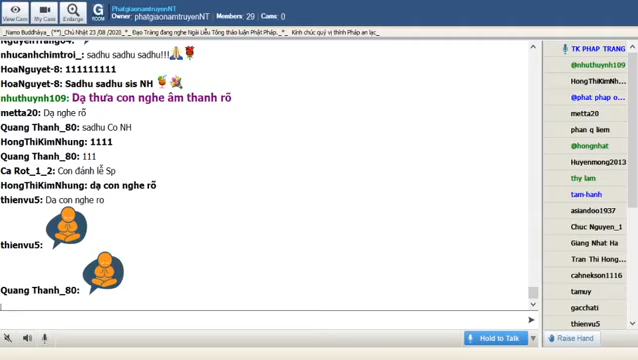 phatgiaonamtruyenNT
Owner: phatgiaonamtruyenNT
Members: 29 Cams: 0
View Cam
My Cam
Enlarge
G
ROOM
_Namo Buddhāya_ (**)_Chủ Nhật 23 /08 /2020_*_ Đạo Tràng đang nghe Ngài Liễu Tông thảo luận Phật Pháp._*_ Kính chúc quý vị thính Pháp an lạc_
nhucanhchimtroi_: sadhu sadhu sadhu!!!
HoaNguyet-8: 111111111
HoaNguyet-8: Sadhu sadhu sis NH
nhuthuynh109: Dạ thưa con nghe âm thanh rõ
metta20: Dạ nghe rõ
Quang Thanh_80: sadhu Co NH
HongThiKimNhung: 1111
Quang Thanh_80: 111
Ca Rot_1_2: Con đảnh lễ Sp
HongThiKimNhung: dạ con nghe rõ
thienvu5: Da con nghe ro
thienvu5:
Quang Thanh_80:
TK PHAP TRANG
@nhuthuynh109
HongThiKimNh...
@phat phap o...
metta20
phan q liem
@hongnhat
Huyenmong2013
thy lam
tam-hanh
asiandoo1937
Chuc Nguyen_1
Giang Nhat Ha
Tran Thi Hong...
cahnekson1116
tamuy
gacchati
thienvu5
Hold to Talk
Raise Hand